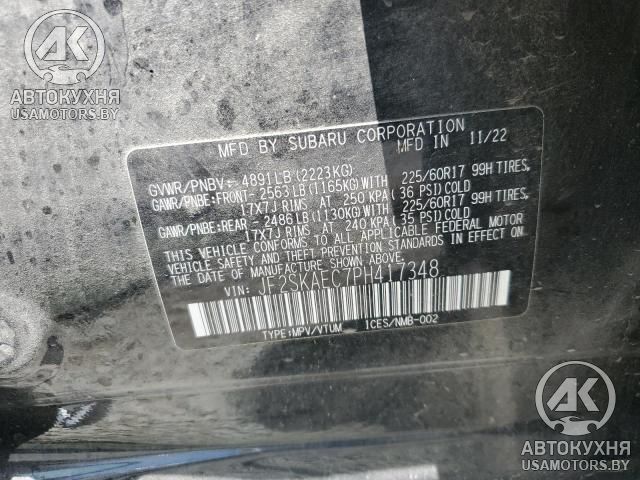 AK
АВТОКУХНЯ
USAMOTORS.BY
MFD BY SUBARU CORPORATION
MFD IN 11/22
GVWR/PNBV- 4891LB(2223KG)
GAWR/PNBE:FRONT- 2563LB(1165KG)WITH 225/60R17 99H TIRES,
17X7J RIMS AT 250 KPA(36 PSI)COLD
GAWR/PNBE:REAR - 2486LB(1130KG)WITH 225/60R17 99H TIRES,
17X7J RIMS AT 240 KPA(35 PSI)COLD
THIS VEHICLE CONFORMS TO ALL APPLICABLE FEDERAL MOTOR
VEHICLE SAFETY AND THEFT PREVENTION STANDARDS IN EFFECT
ON THE DATE OF MANUFACTURE SHOWN ABOVE.
VIN: JF2SKAEC7PH417348
TYPE:MPV/VTUM ICES/NMB-002
AK
АВТОКУХНЯ
USAMOTORS.BY